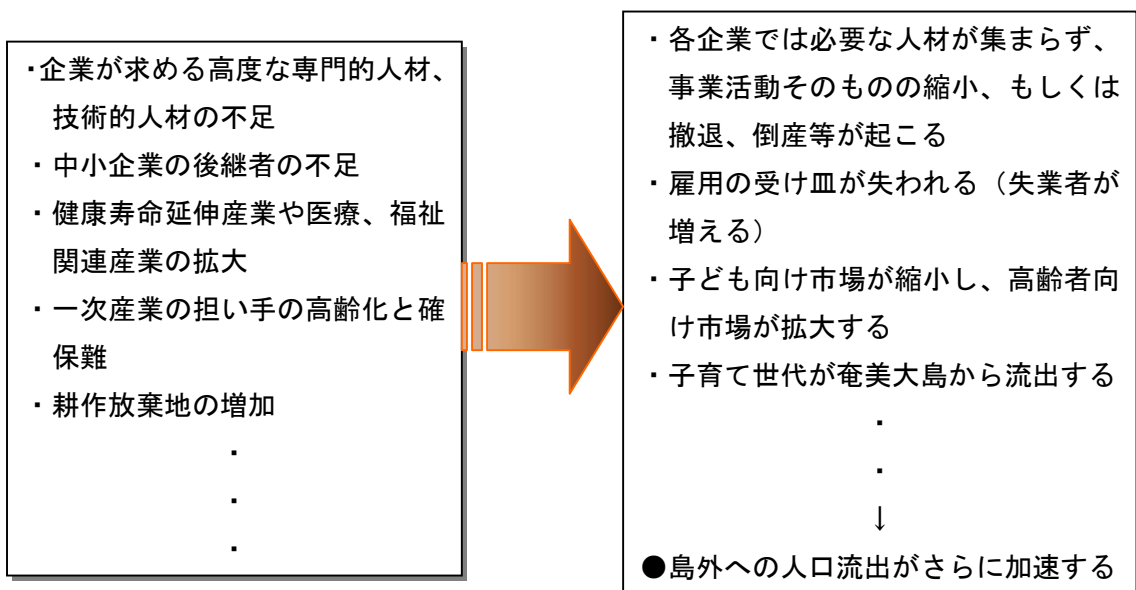 ・企業が求める高度な専門的人材、
技術的人材の不足
・中小企業の後継者の不足
・健康寿命延伸産業や医療、福祉
関連産業の拡大
・一次産業の担い手の高齢化と確
保難
・耕作放棄地の増加
・
・
・
・各企業では必要な人材が集まらず、
事業活動そのものの縮小、もしくは
撤退、倒産等が起こる
・雇用の受け皿が失われる（失業者が
増える）
・子ども向け市場が縮小し、高齢者向
け市場が拡大する
・子育て世代が奄美大島から流出する
・
・
↓
●島外への人口流出がさらに加速する